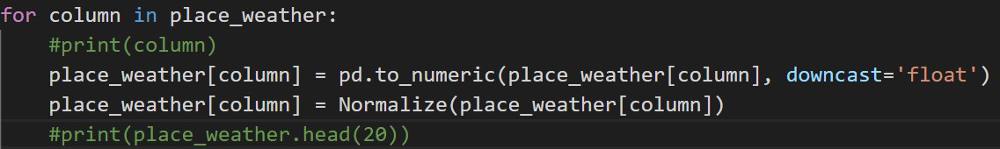 for column in place_weather:
    #print(column)
    place_weather[column] = pd.to_numeric(place_weather[column], downcast='float')
    place_weather[column] = Normalize(place_weather[column])
    #print(place_weather.head(20))